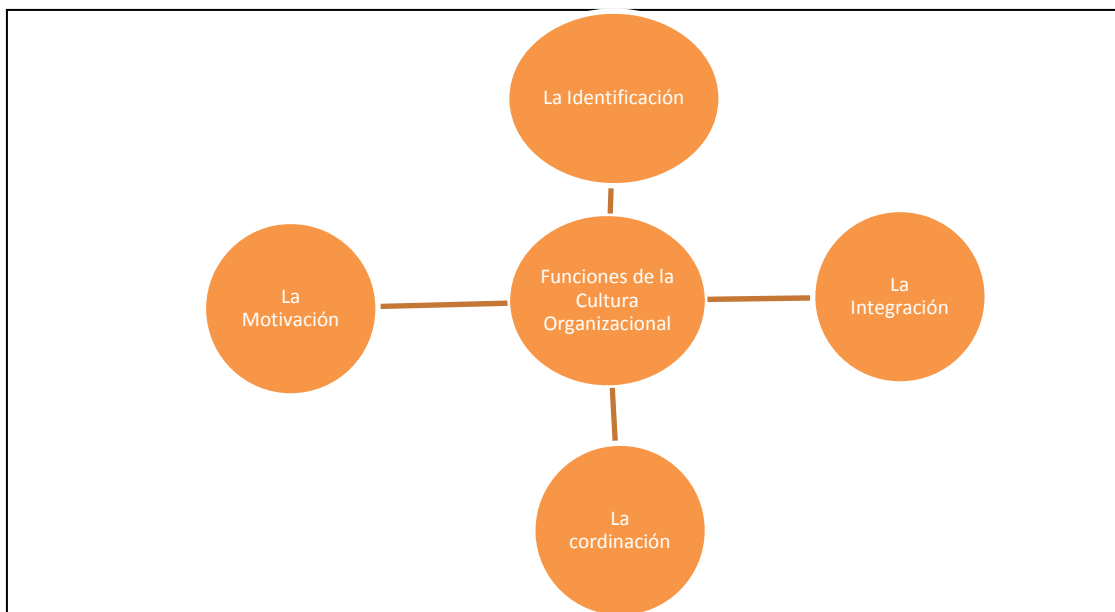 La Identificación
La
Motivación
Funciones de la
Cultura
Organizacional
La
Integración
La
cordinación